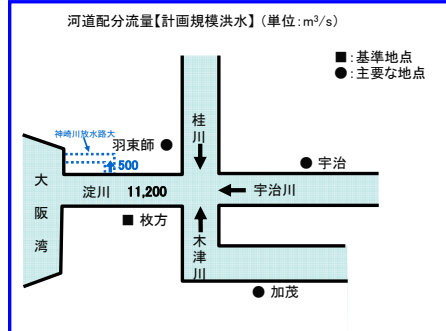 河道配分流量【計画規模洪水】（単位：m³/s）
■：基準地点
●：主要な地点
神崎川放水路大
羽束師 ●
500
桂川
● 宇治
大阪湾
淀川 11,200
宇治川
■ 枚方
木津川
● 加茂